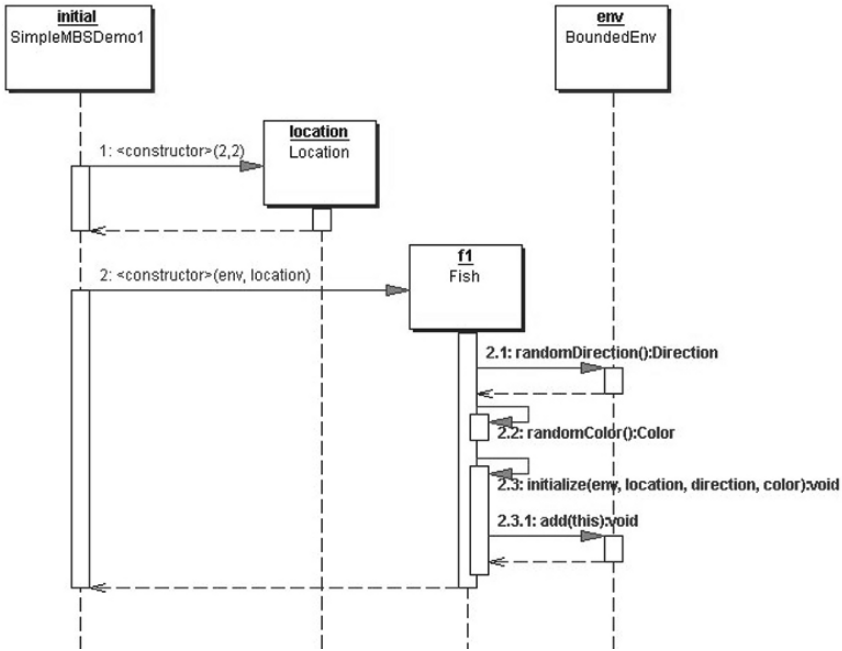 initial
SimpleMBSDemo1
env
BoundedEnv
location
Location
1: <constructor>(2,2)
f1
Fish
2: <constructor>(env, location)
2.1: randomDirection():Direction
2.2: randomColor():Color
2.3: initialize(env, location, direction, color):void
2.3.1: add(this):void